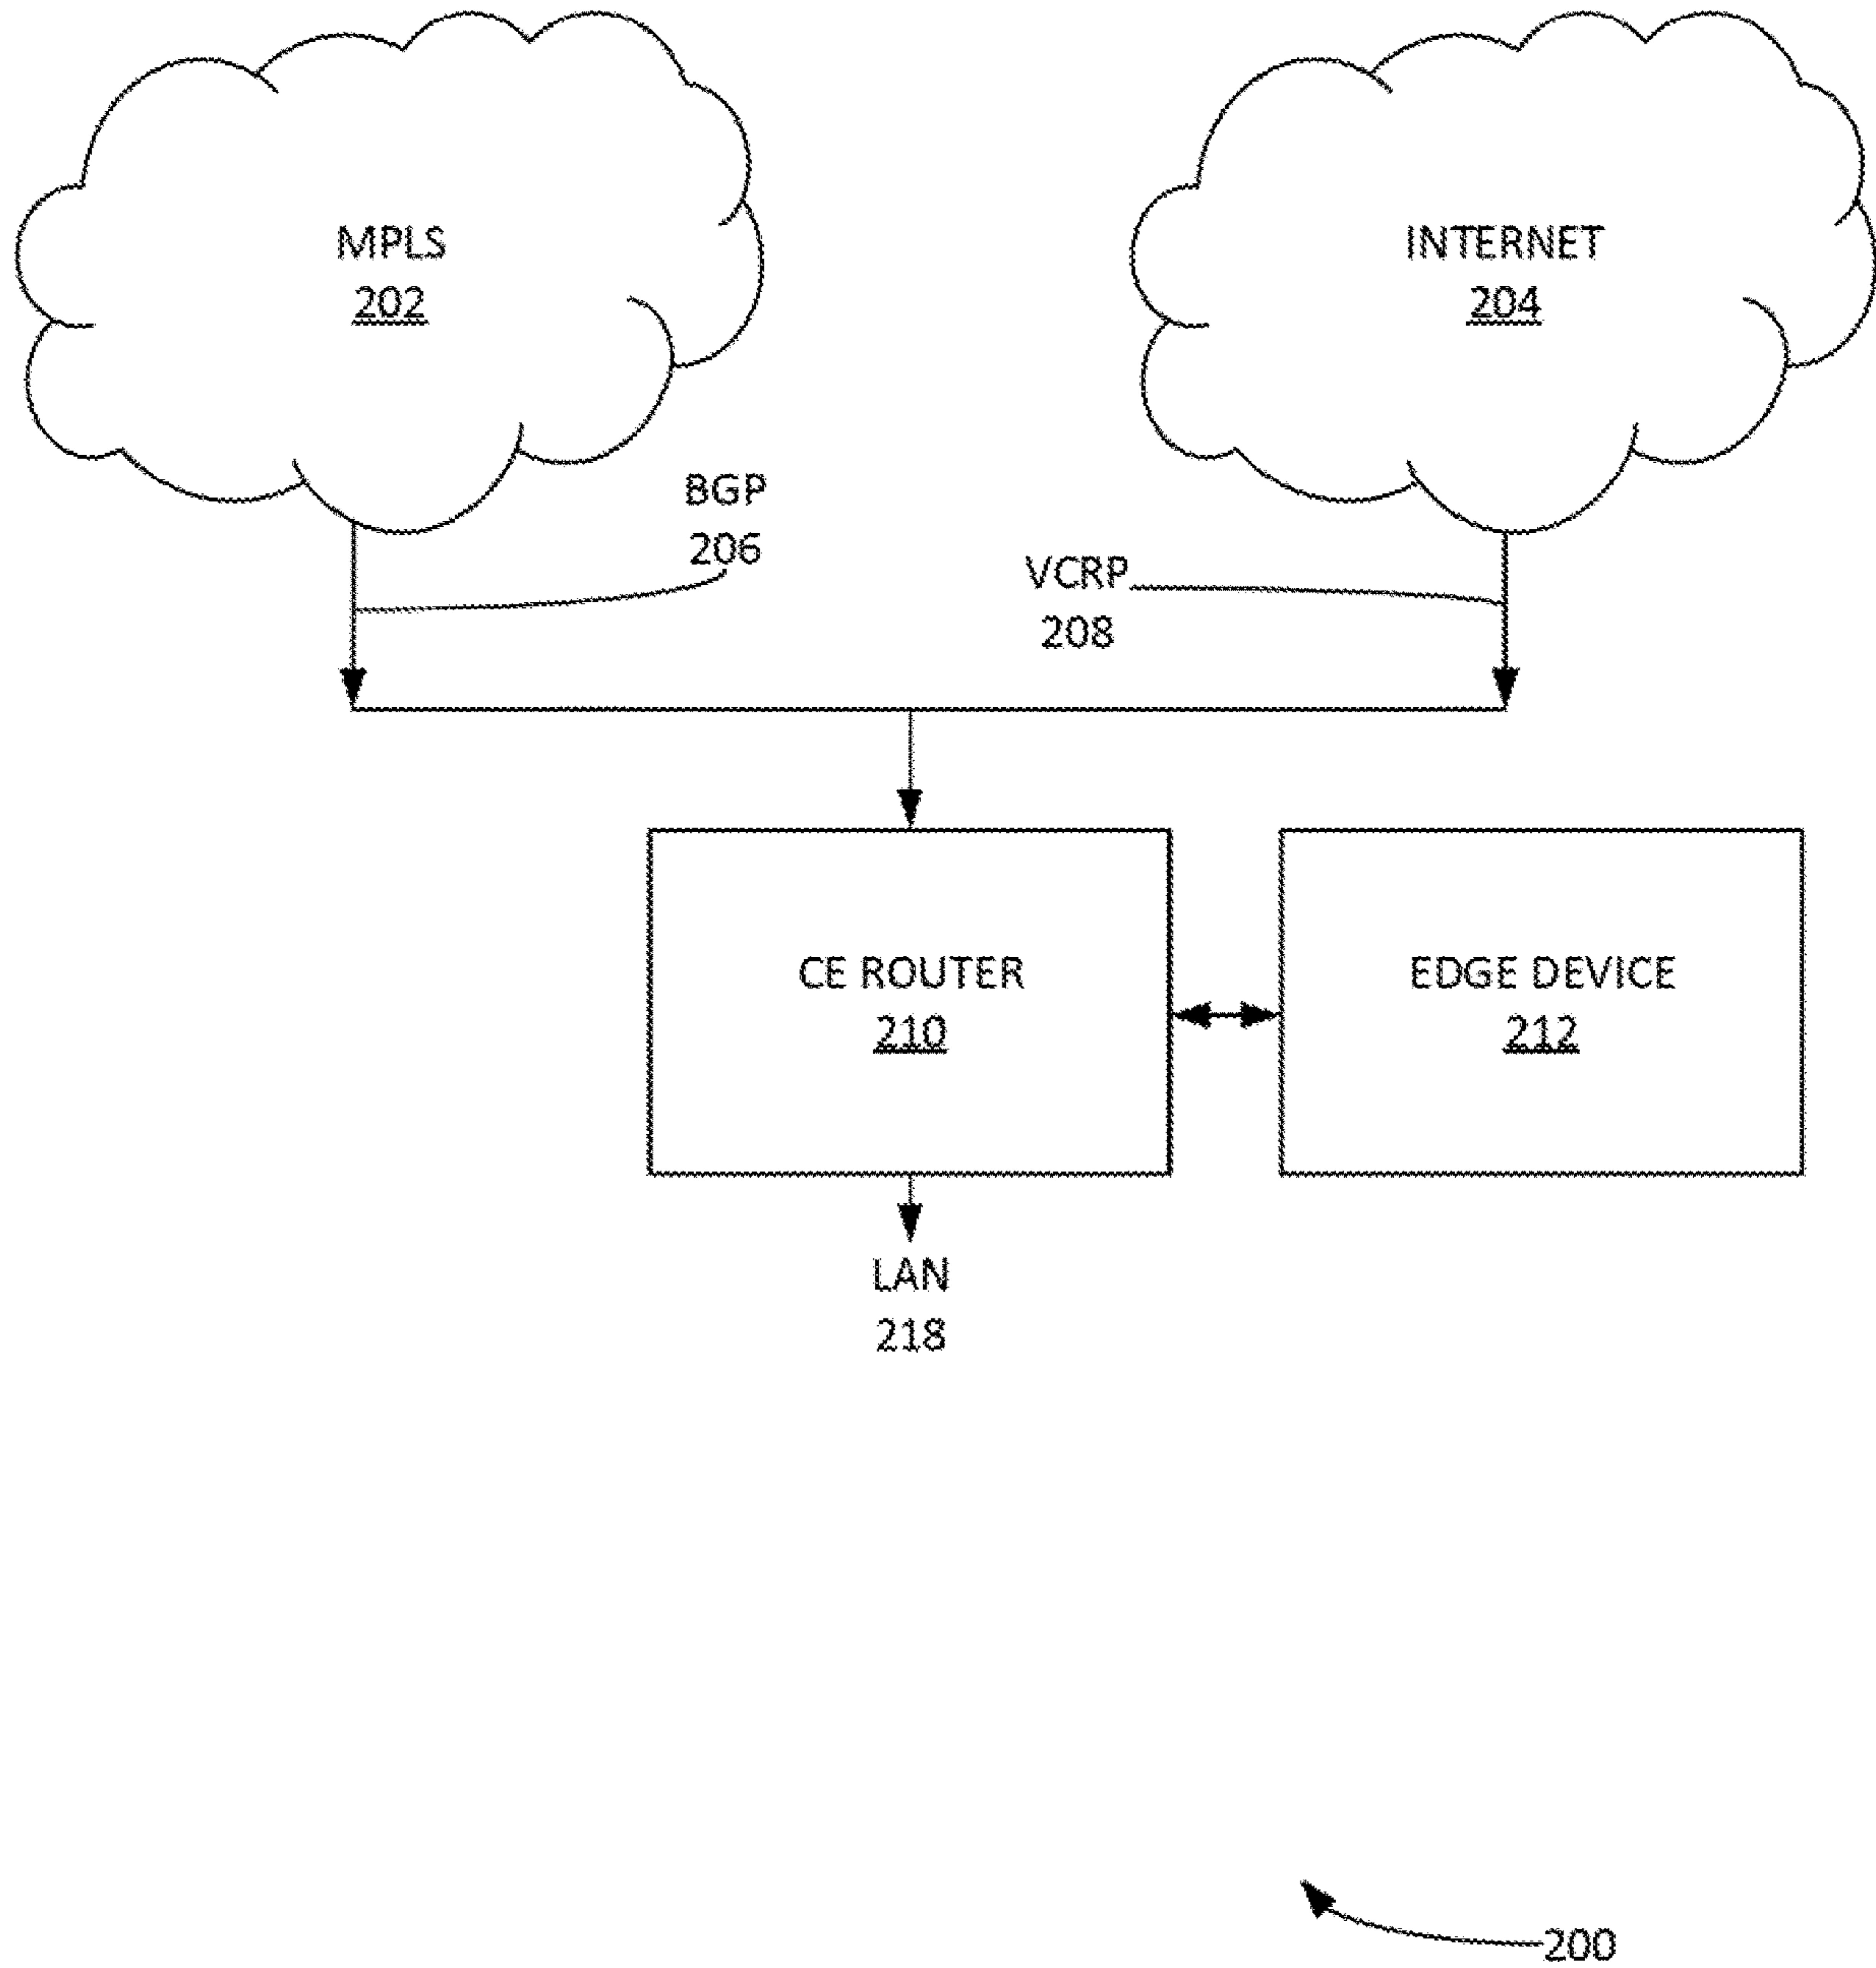 MPLS
202
INTERNET
204
BGP
206
VCRP
208
CE ROUTER
210
EDGE DEVICE
212
LAN
218
200